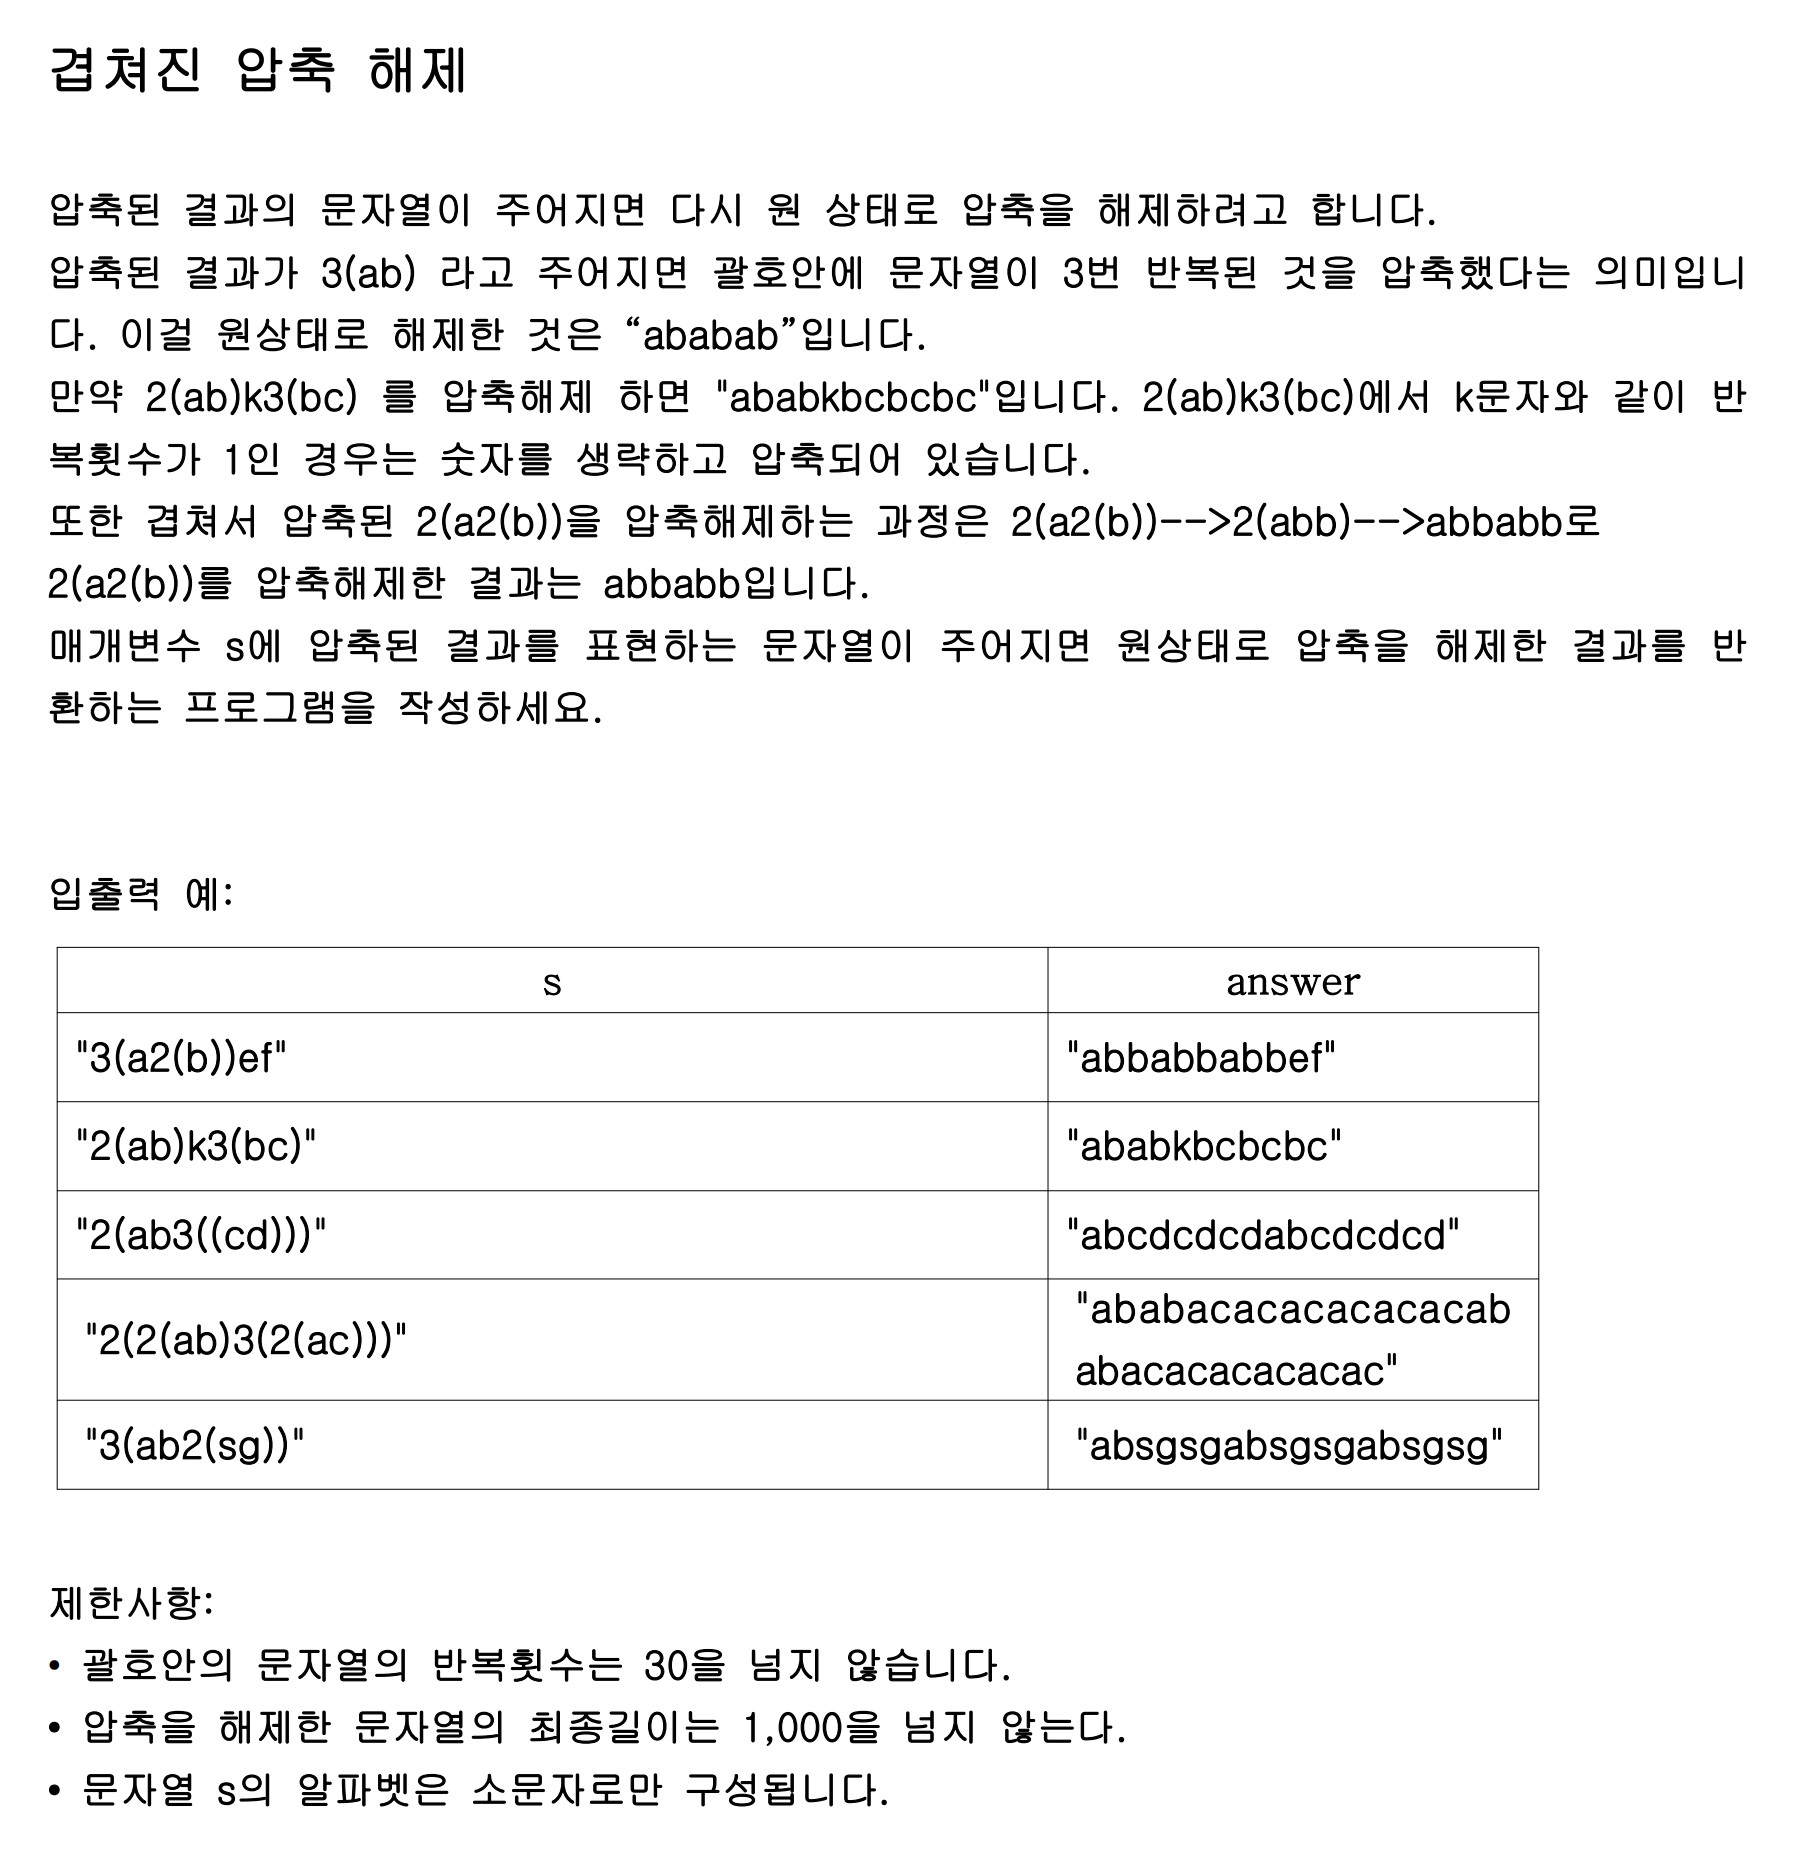 겹쳐진 압축 해제
압축된 결과의 문자열이 주어지면 다시 원 상태로 압축을 해제하려고 합니다.
압축된 결과가 3(ab) 라고 주어지면 괄호안에 문자열이 3번 반복된 것을 압축했다는 의미입니
다. 이걸 원상태로 해제한 것은 “ababab”입니다.
만약 2(ab)k3(bc) 를 압축해제 하면 "ababkbcbcbc"입니다. 2(ab)k3(bc)에서 k문자와 같이 반
복횟수가 1인 경우는 숫자를 생략하고 압축되어 있습니다.
또한 겹쳐서 압축된 2(a2(b))을 압축해제하는 과정은 2(a2(b))-->2(abb)-->abbabb로
2(a2(b))를 압축해제한 결과는 abbabb입니다.
매개변수 s에 압축된 결과를 표현하는 문자열이 주어지면 원상태로 압축을 해제한 결과를 반
환하는 프로그램을 작성하세요.
입출력 예:
s answer
"3(a2(b))ef" "abbabbabbef"
"2(ab)k3(bc)" "ababkbcbcbc"
"2(ab3((cd)))" "abcdcdcdabcdcdcd"
"2(2(ab)3(2(ac)))" "ababacacacacacacab
abacacacacacac"
"3(ab2(sg))" "absgsgabsgsgabsgsg"
제한사항:
• 괄호안의 문자열의 반복횟수는 30을 넘지 않습니다.
• 압축을 해제한 문자열의 최종길이는 1,000을 넘지 않는다.
• 문자열 s의 알파벳은 소문자로만 구성됩니다.